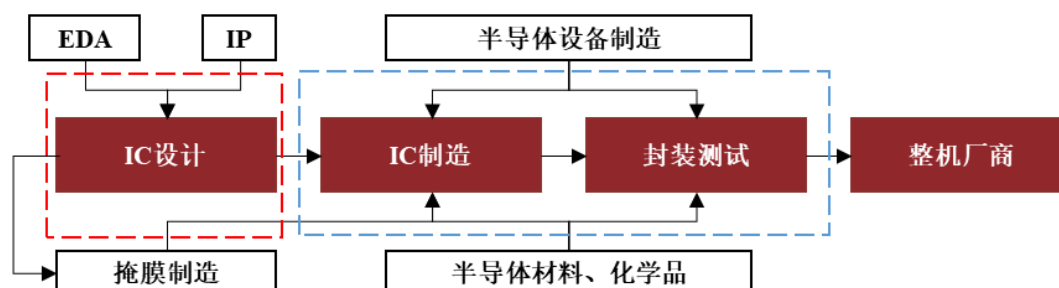 EDA
IP
半导体设备制造
IC设计
IC制造
封装测试
整机厂商
掩膜制造
半导体材料、化学品